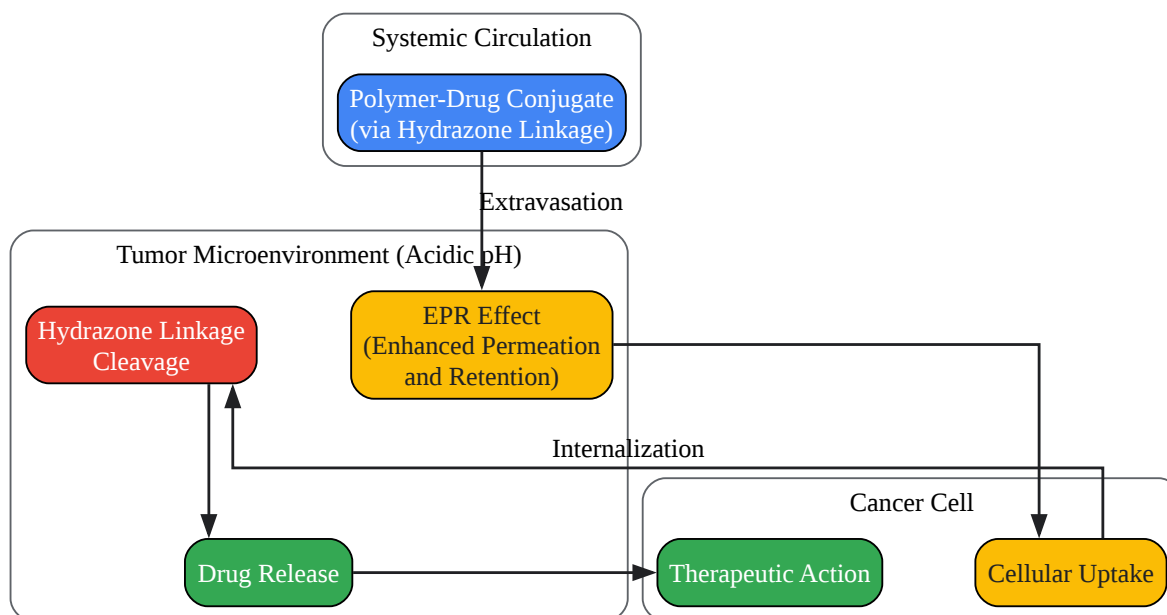 Systemic Circulation
Polymer-Drug Conjugate
(via Hydrazone Linkage)
Extravasation
Tumor Microenvironment (Acidic pH)
Hydrazone Linkage
Cleavage
EPR Effect
(Enhanced Permeation
and Retention)
Internalization
Cancer Cell
Drug Release
Therapeutic Action
Cellular Uptake